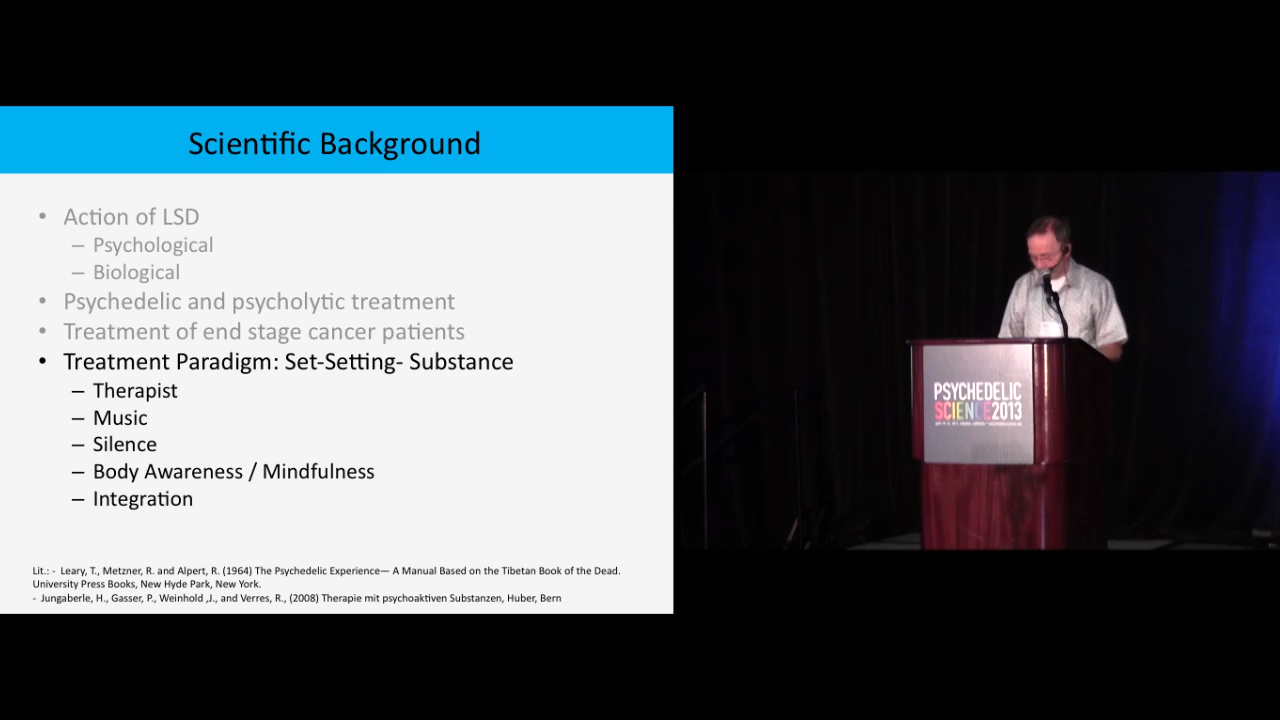 Scientific Background
• Action of LSD
– Psychological
– Biological
• Psychedelic and psycholytic treatment
• Treatment of end stage cancer patients
• Treatment Paradigm: Set-Setting- Substance
– Therapist
– Music
– Silence
– Body Awareness / Mindfulness
– Integration
Lit.: - Leary, T., Metzner, R. and Alpert, R. (1964) The Psychedelic Experience— A Manual Based on the Tibetan Book of the Dead.
University Press Books, New Hyde Park, New York.
- Jungaberle, H., Gasser, P., Weinhold ,J., and Verres, R., (2008) Therapie mit psychoaktiven Substanzen, Huber, Bern
PSYCHEDELIC
SCIENCE2013